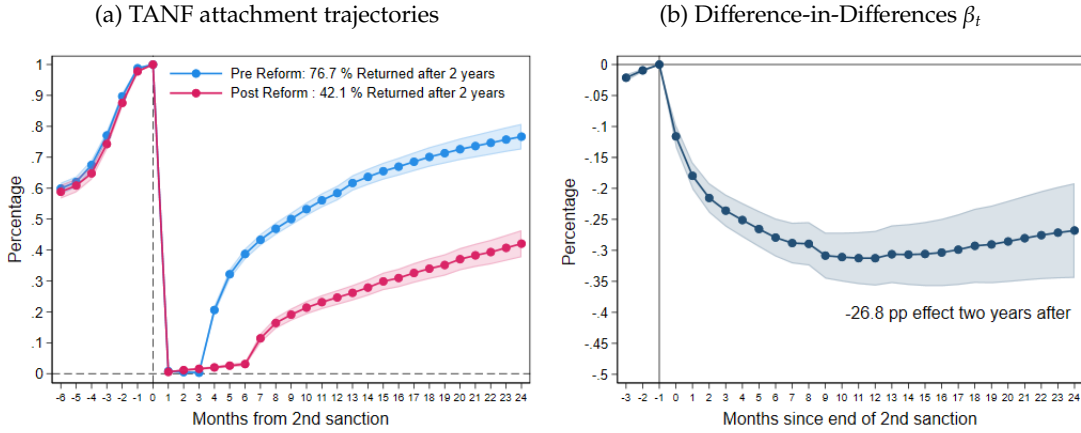 (a) TANF attachment trajectories
1
.9
.8
.7
.6
.5
.4
.3
.2
.1
0
Percentage
Pre Reform: 76.7 % Returned after 2 years
Post Reform : 42.1 % Returned after 2 years
-6 -5 -4 -3 -2 -1 0 1 2 3 4 5 6 7 8 9 10 11 12 13 14 15 16 17 18 19 20 21 22 23 24
Months from 2nd sanction
(b) Difference-in-Differences βt
0
-.05
-.1
-.15
-.2
-.25
-.3
-.35
-.4
-.45
-.5
Percentage
-26.8 pp effect two years after
-3 -2 -1 0 1 2 3 4 5 6 7 8 9 10 11 12 13 14 15 16 17 18 19 20 21 22 23 24
Months since end of 2nd sanction